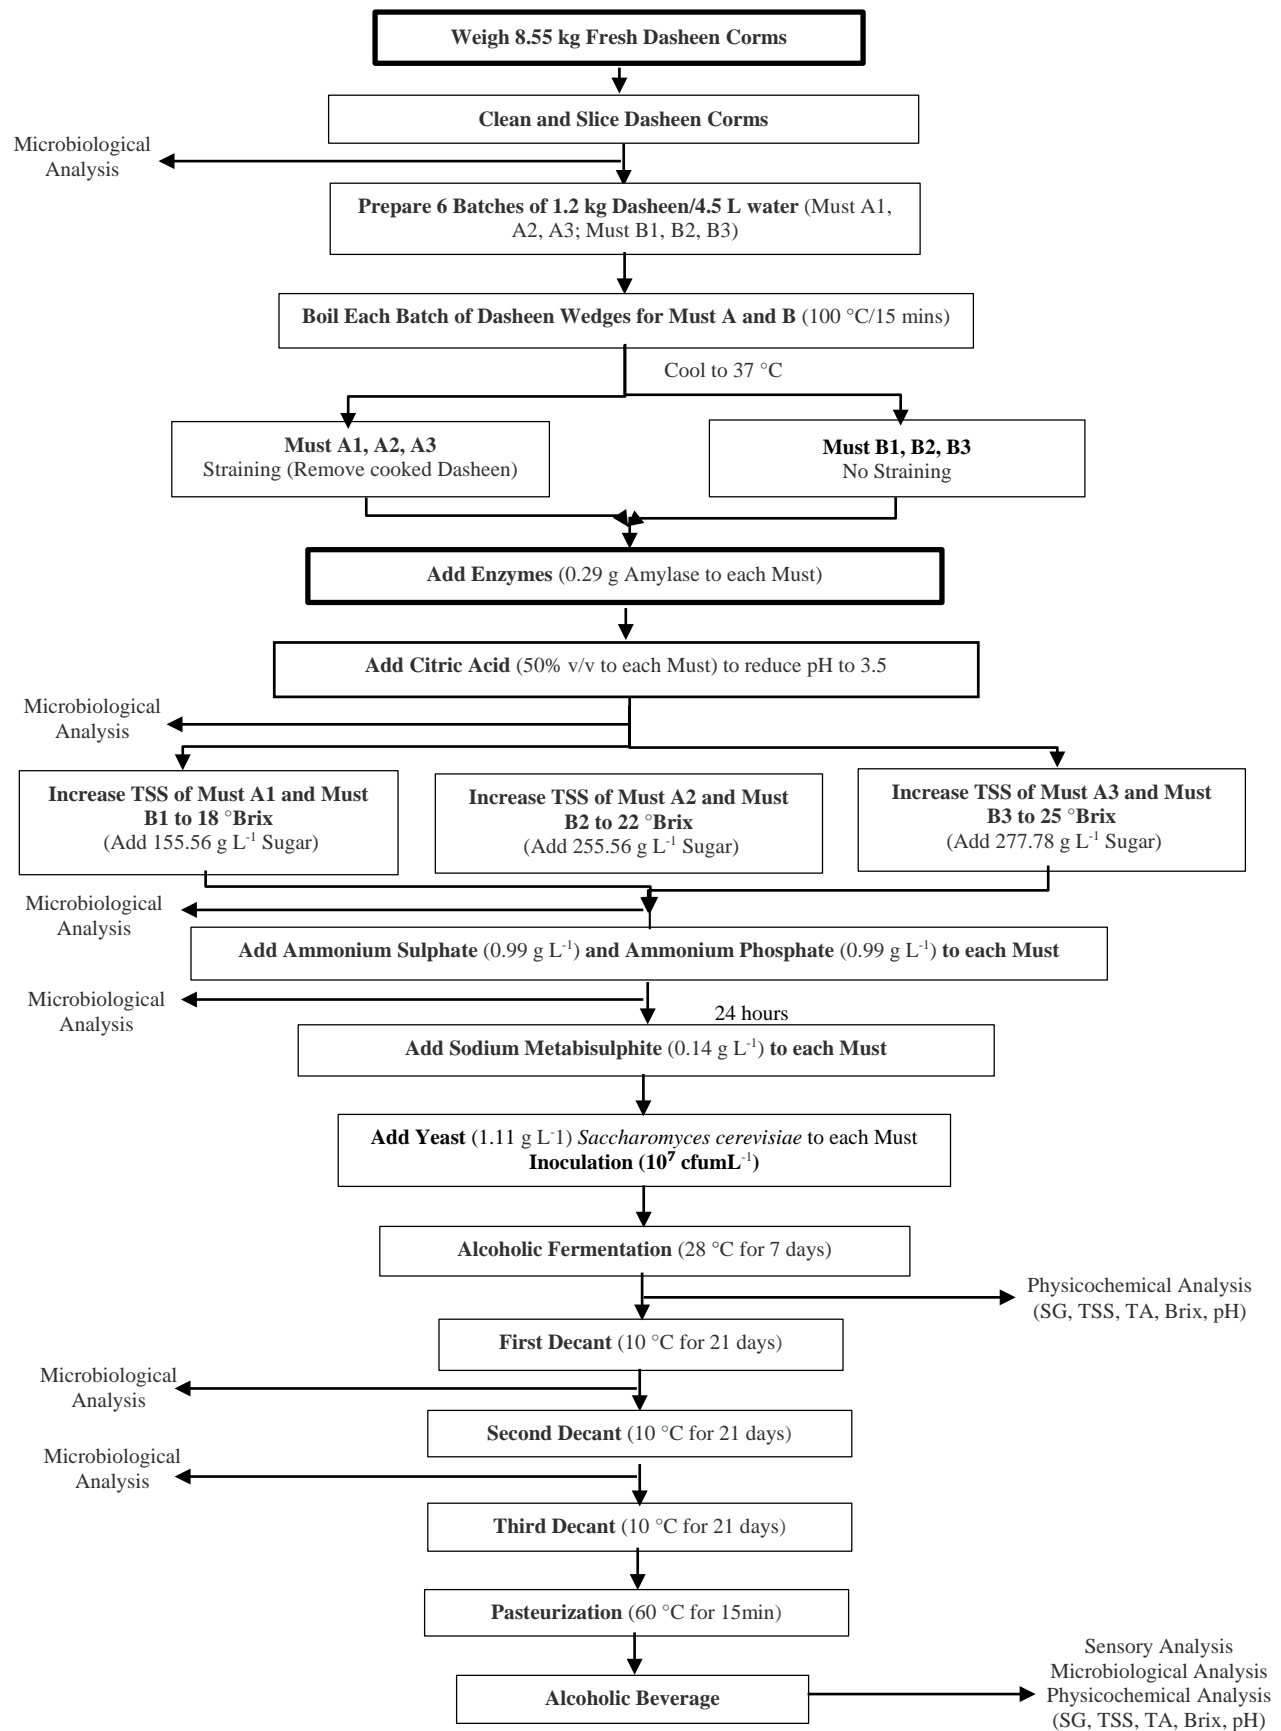 Weigh 8.55 kg Fresh Dasheen Corms
Clean and Slice Dasheen Corms
Microbiological
Analysis
Prepare 6 Batches of 1.2 kg Dasheen/4.5 L water (Must A1,
A2, A3; Must B1, B2, B3)
Boil Each Batch of Dasheen Wedges for Must A and B (100 °C/15 mins)
Cool to 37 °C
Must A1, A2, A3
Straining (Remove cooked Dasheen)
Must B1, B2, B3
No Straining
Add Enzymes (0.29 g Amylase to each Must)
Add Citric Acid (50% v/v to each Must) to reduce pH to 3.5
Microbiological
Analysis
Increase TSS of Must A1 and Must
B1 to 18 °Brix
(Add 155.56 g L-1 Sugar)
Increase TSS of Must A2 and Must
B2 to 22 °Brix
(Add 255.56 g L-1 Sugar)
Increase TSS of Must A3 and Must
B3 to 25 °Brix
(Add 277.78 g L-1 Sugar)
Microbiological
Analysis
Add Ammonium Sulphate (0.99 g L-1) and Ammonium Phosphate (0.99 g L-1) to each Must
Microbiological
Analysis
24 hours
Add Sodium Metabisulphite (0.14 g L-1) to each Must
Add Yeast (1.11 g L-1) Saccharomyces cerevisiae to each Must
Inoculation (10⁷ cfumL-1)
Alcoholic Fermentation (28 °C for 7 days)
Physicochemical Analysis
(SG, TSS, TA, Brix, pH)
First Decant (10 °C for 21 days)
Microbiological
Analysis
Second Decant (10 °C for 21 days)
Microbiological
Analysis
Third Decant (10 °C for 21 days)
Pasteurization (60 °C for 15min)
Alcoholic Beverage
Sensory Analysis
Microbiological Analysis
Physicochemical Analysis
(SG, TSS, TA, Brix, pH)